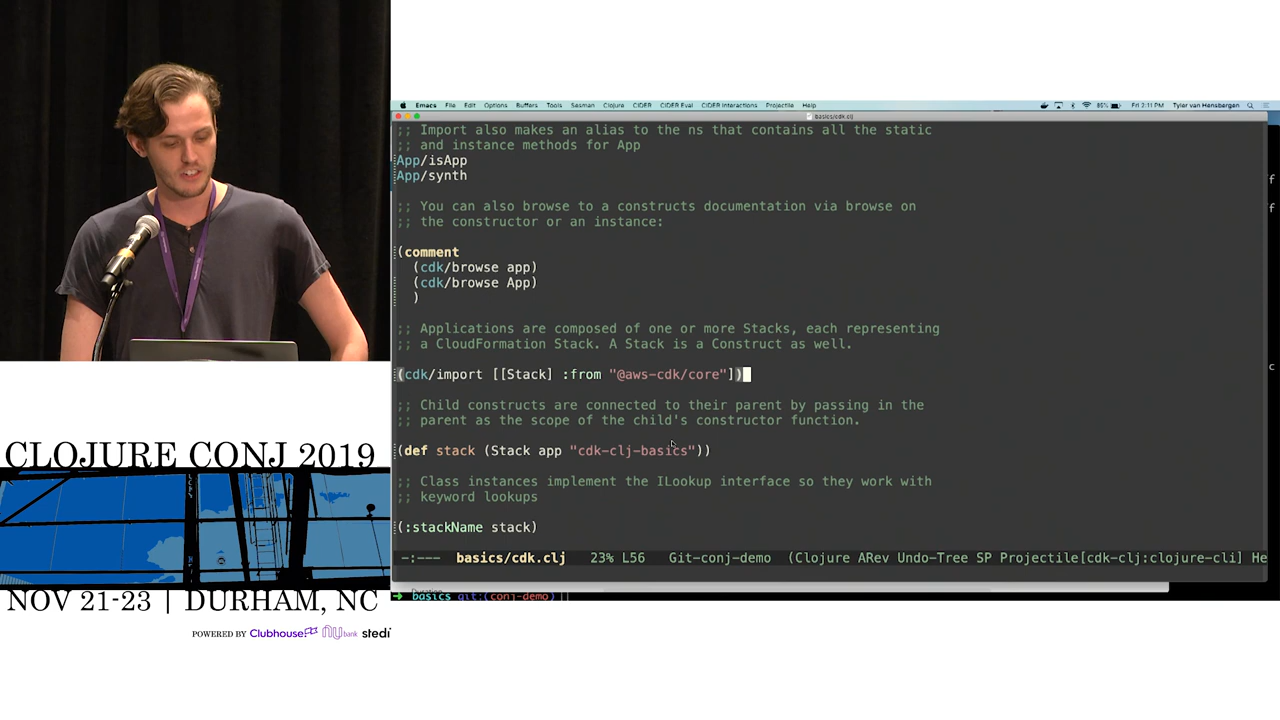 Emacs File Edit Options Buffers Tools Sesman Clojure CIDER CIDER Eval CIDER Interactions Projectile Help
Fri 2:11 PM Tyler van Hensbergen
basics/cdk.clj
;; Import also makes an alias to the ns that contains all the static
;; and instance methods for App
App/isApp
App/synth
;; You can also browse to a constructs documentation via browse on
;; the constructor or an instance:
(comment
(cdk/browse app)
(cdk/browse App)
)
;; Applications are composed of one or more Stacks, each representing
;; a CloudFormation Stack. A Stack is a Construct as well.
(cdk/import [[Stack] :from "@aws-cdk/core"])
;; Child constructs are connected to their parent by passing in the
;; parent as the scope of the child's constructor function.
(def stack (Stack app "cdk-clj-basics"))
;; Class instances implement the ILookup interface so they work with
;; keyword lookups
(:stackName stack)
-:--- basics/cdk.clj 23% L56 Git-conj-demo (Clojure ARev Undo-Tree SP Projectile[cdk-clj:clojure-cli] He
basics git:(conj-demo)
CLOJURE CONJ 2019
NOV 21-23 | DURHAM, NC
POWERED BY Clubhouse nu bank stedi